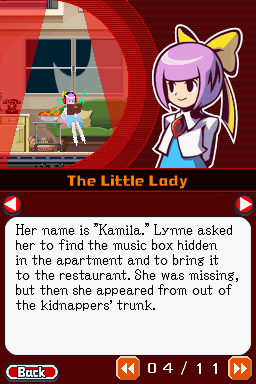 The Little Lady
Her name is "Kamila." Lynne asked
her to find the music box hidden
in the apartment and to bring it
to the restaurant. She was missing,
but then she appeared from out of
the kidnappers' trunk.
Back
04/11